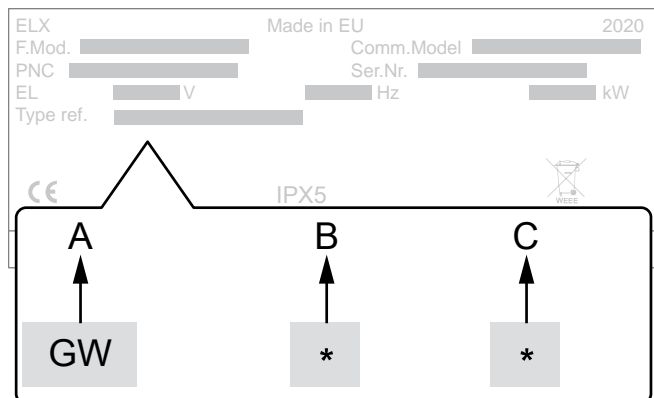 ELX Made in EU 2020
F.Mod. Comm.Model
PNC Ser.Nr.
EL V Hz kW
Type ref.
CE IPX5 WEEE
A B C
GW * *